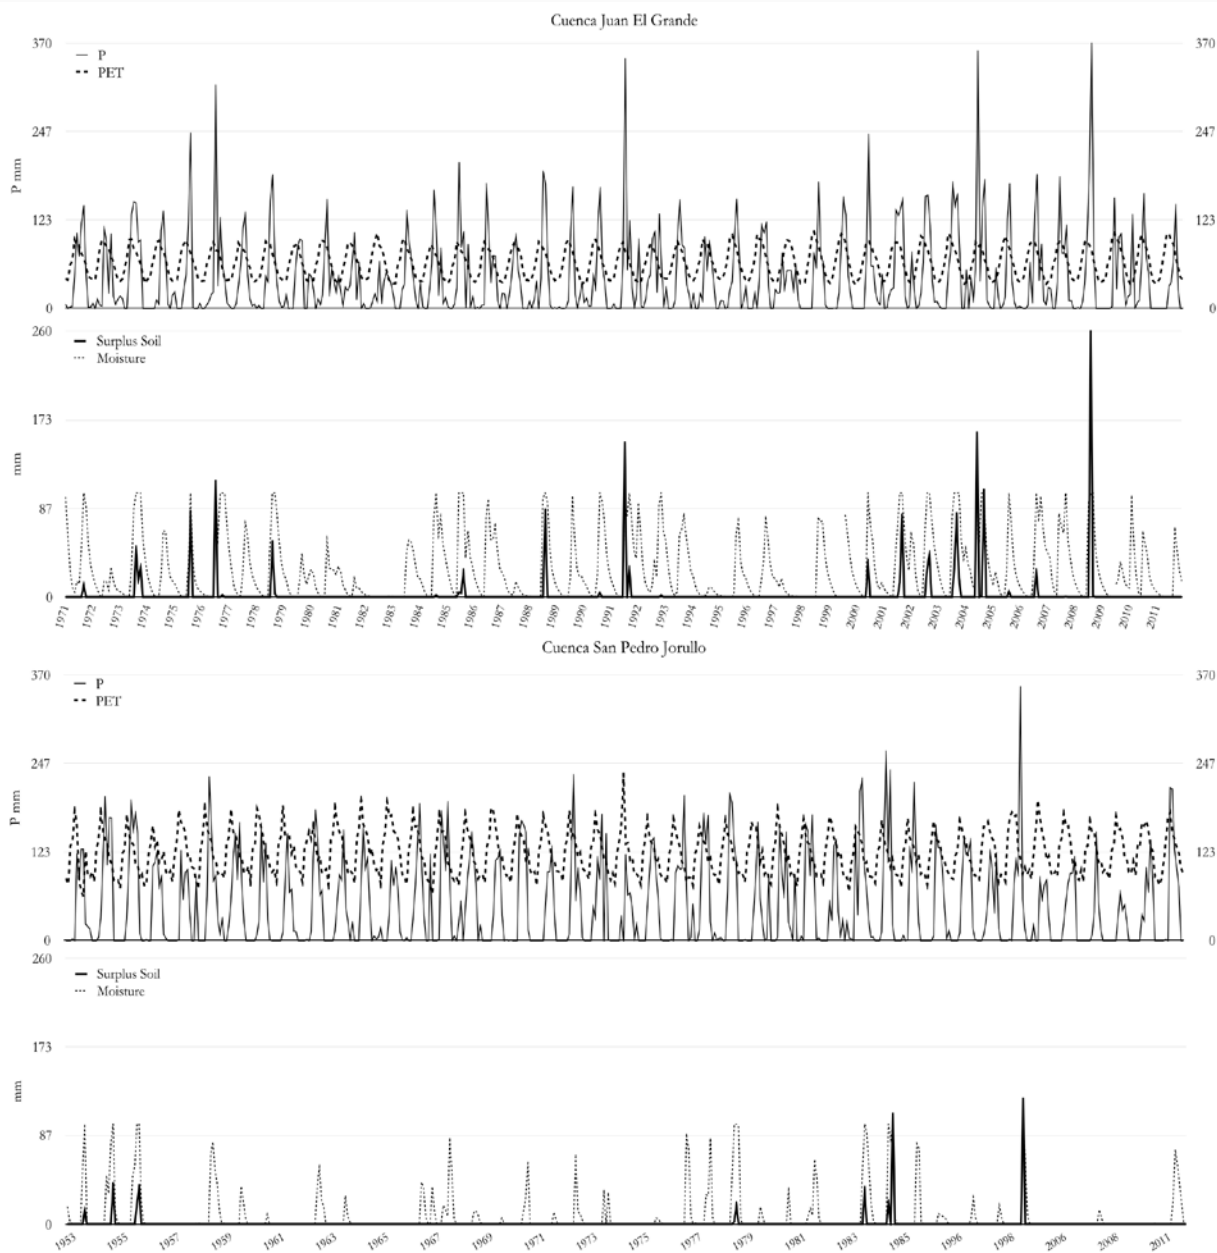 Cuenca Juan El Grande
370 370
P
PET
247 247
P mm
123 123
0 0
260
Surplus Soil
Moisture
173
mm
87
0
1971 1972 1973 1974 1975 1976 1977 1978 1979 1980 1981 1982 1983 1984 1985 1986 1987 1988 1989 1990 1991 1992 1993 1994 1995 1996 1997 1998 1999 2000 2001 2002 2003 2004 2005 2006 2007 2008 2009 2010 2011
Cuenca San Pedro Jorullo
370 370
P
PET
247 247
P mm
123 123
0 0
260
Surplus Soil
Moisture
173
mm
87
0
1953 1955 1957 1959 1961 1963 1965 1967 1969 1971 1973 1975 1977 1979 1981 1983 1985 1996 1998 2006 2008 2011